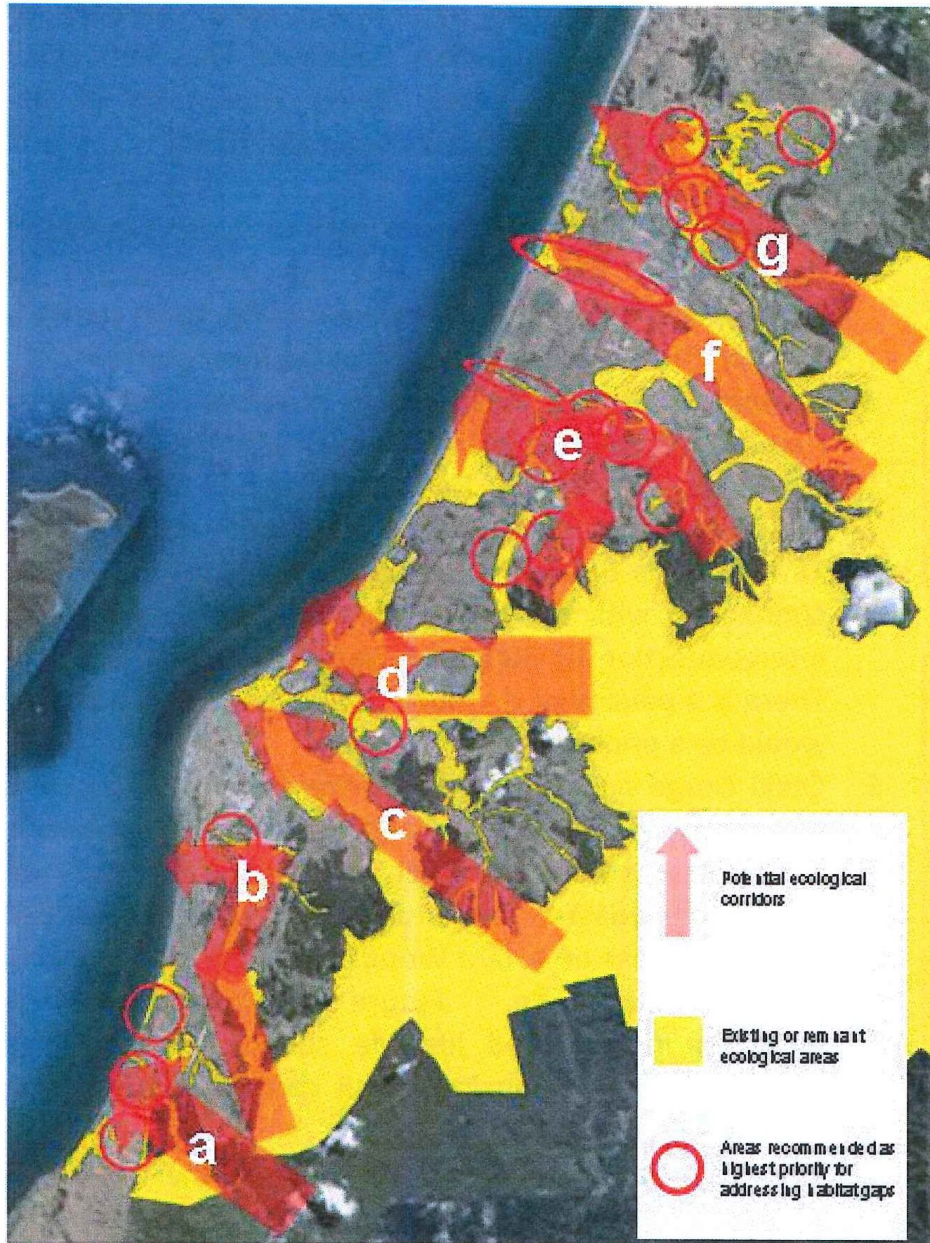 g
f
e
d
c
b
a
Potential ecological
corridors
Existing or remnant
ecological areas
Areas recommended as
highest priority for
addressing habitat gaps